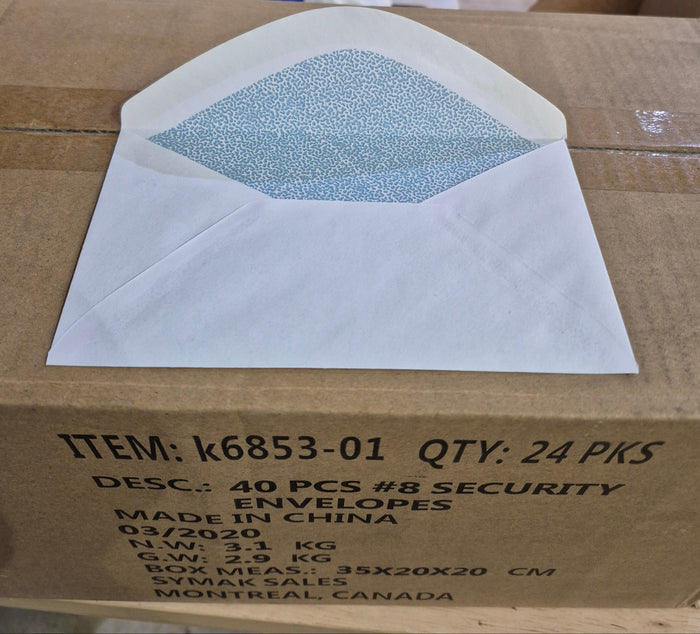 ITEM: k6853-01 QTY: 24 PKS
DESC.: 40 PCS #8 SECURITY
ENVELOPES
MADE IN CHINA
03/2020
N.W: 3.1 KG
G.W: 2.9 KG
BOX MEAS.: 35X20X20 CM
SYMAK SALES
MONTREAL, CANADA